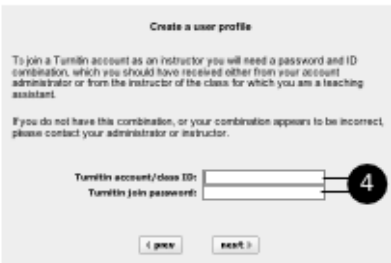 Create a user profile
To join a Turnitin account as an instructor you will need a password and ID
combination, which you should have received either from your account
administrator or from the instructor of the class for which you are a teaching
assistant.
If you do not have this combination, or your combination appears to be incorrect,
please contact your administrator or instructor.
Turnitin account/class ID:
Turnitin join password:
4
prev
next